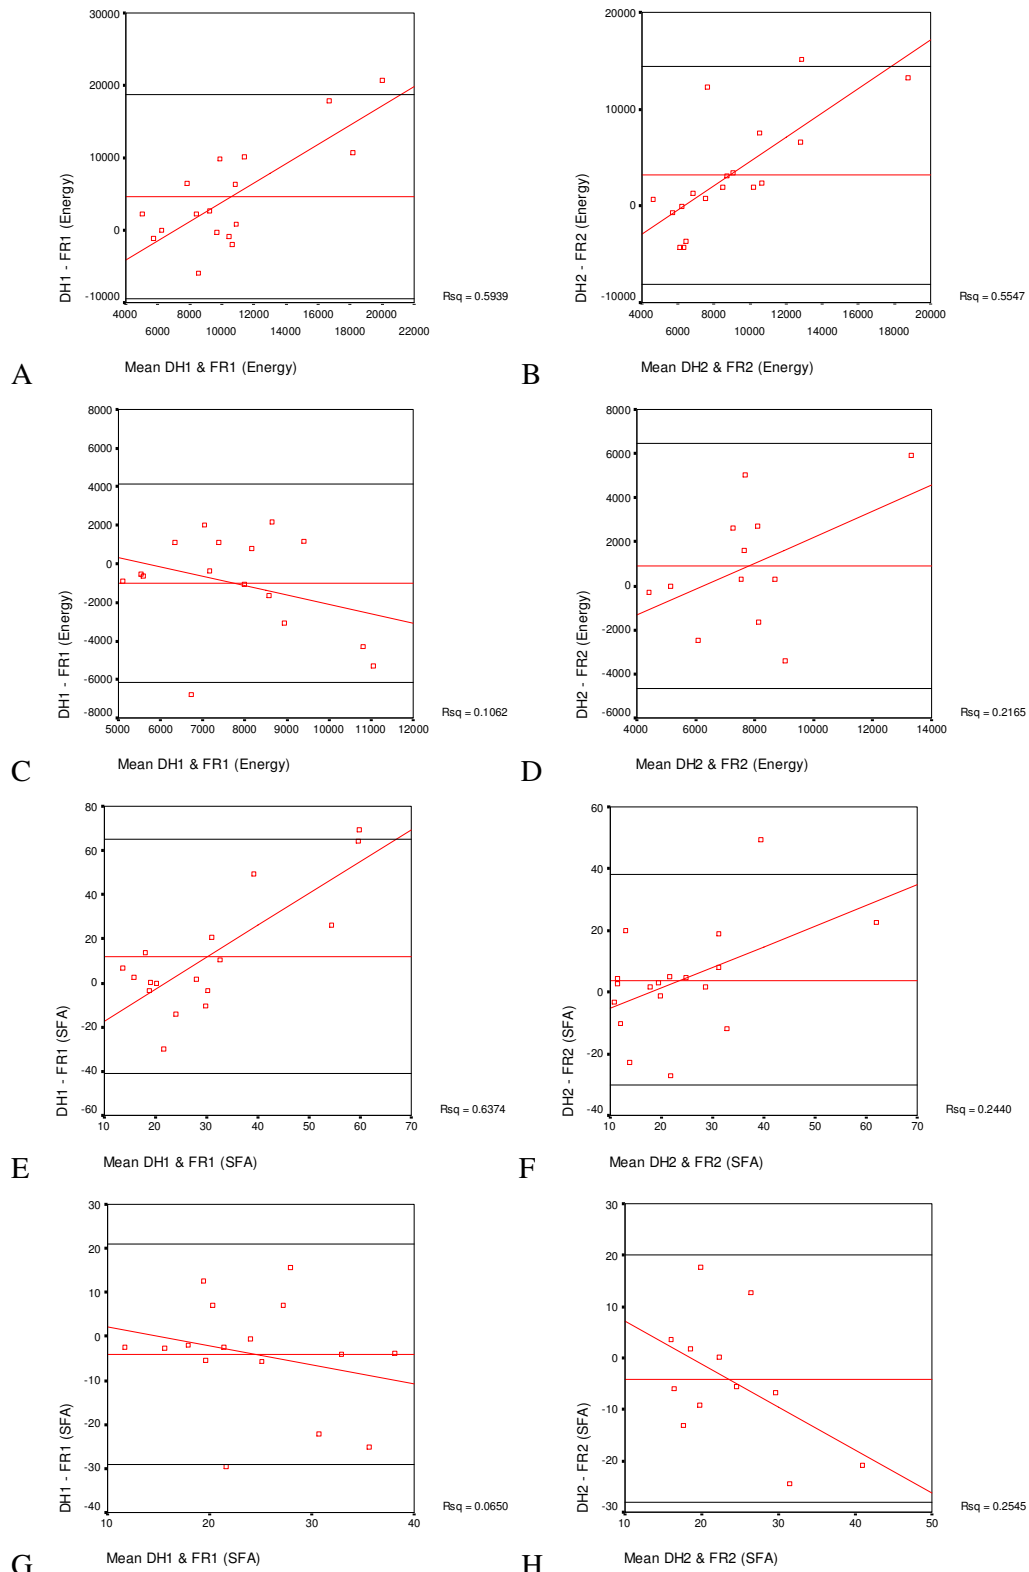 30000
20000
10000
0
-10000
DH1 - FR1 (Energy)
4000 8000 12000 16000 20000
6000 10000 14000 18000 22000
Rsq = 0.5939
A
Mean DH1 & FR1 (Energy)
20000
10000
0
-10000
DH2 - FR2 (Energy)
4000 8000 12000 16000 20000
6000 10000 14000 18000
Rsq = 0.5547
B
Mean DH2 & FR2 (Energy)
8000
6000
4000
2000
0
-2000
-4000
-6000
-8000
DH1 - FR1 (Energy)
5000 6000 7000 8000 9000 10000 11000 12000
Rsq = 0.1062
C
Mean DH1 & FR1 (Energy)
8000
6000
4000
2000
0
-2000
-4000
-6000
DH2 - FR2 (Energy)
4000 6000 8000 10000 12000 14000
Rsq = 0.2165
D
Mean DH2 & FR2 (Energy)
80
60
40
20
0
-20
-40
-60
DH1 - FR1 (SFA)
10 20 30 40 50 60 70
Rsq = 0.6374
E
Mean DH1 & FR1 (SFA)
60
40
20
0
-20
-40
DH2 - FR2 (SFA)
10 20 30 40 50 60 70
Rsq = 0.2440
F
Mean DH2 & FR2 (SFA)
30
20
10
0
-10
-20
-30
-40
DH1 - FR1 (SFA)
10 20 30 40
Rsq = 0.0650
G
Mean DH1 & FR1 (SFA)
30
20
10
0
-10
-20
-30
DH2 - FR2 (SFA)
10 20 30 40 50
Rsq = 0.2545
H
Mean DH2 & FR2 (SFA)